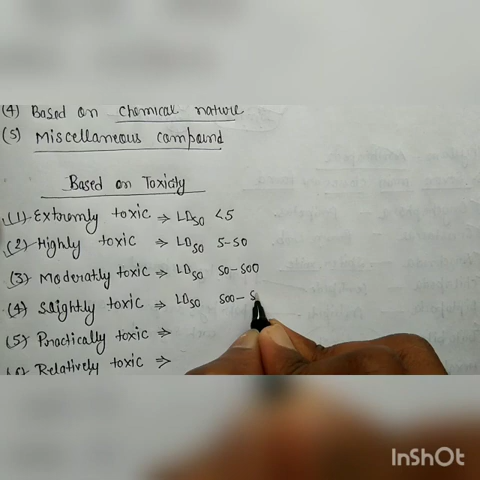 (4) Based on chemical nature
(5) Miscellaneous compound
Based on Toxicity
(1) Extremly toxic ⇒ LD50 <5
(2) Highly toxic ⇒ LD50 5-50
(3) Moderatly toxic ⇒ LD50 50-500
(4) Slightly toxic ⇒ LD50 500-5
(5) Practically toxic ⇒
(6) Relatively toxic ⇒
InShOt